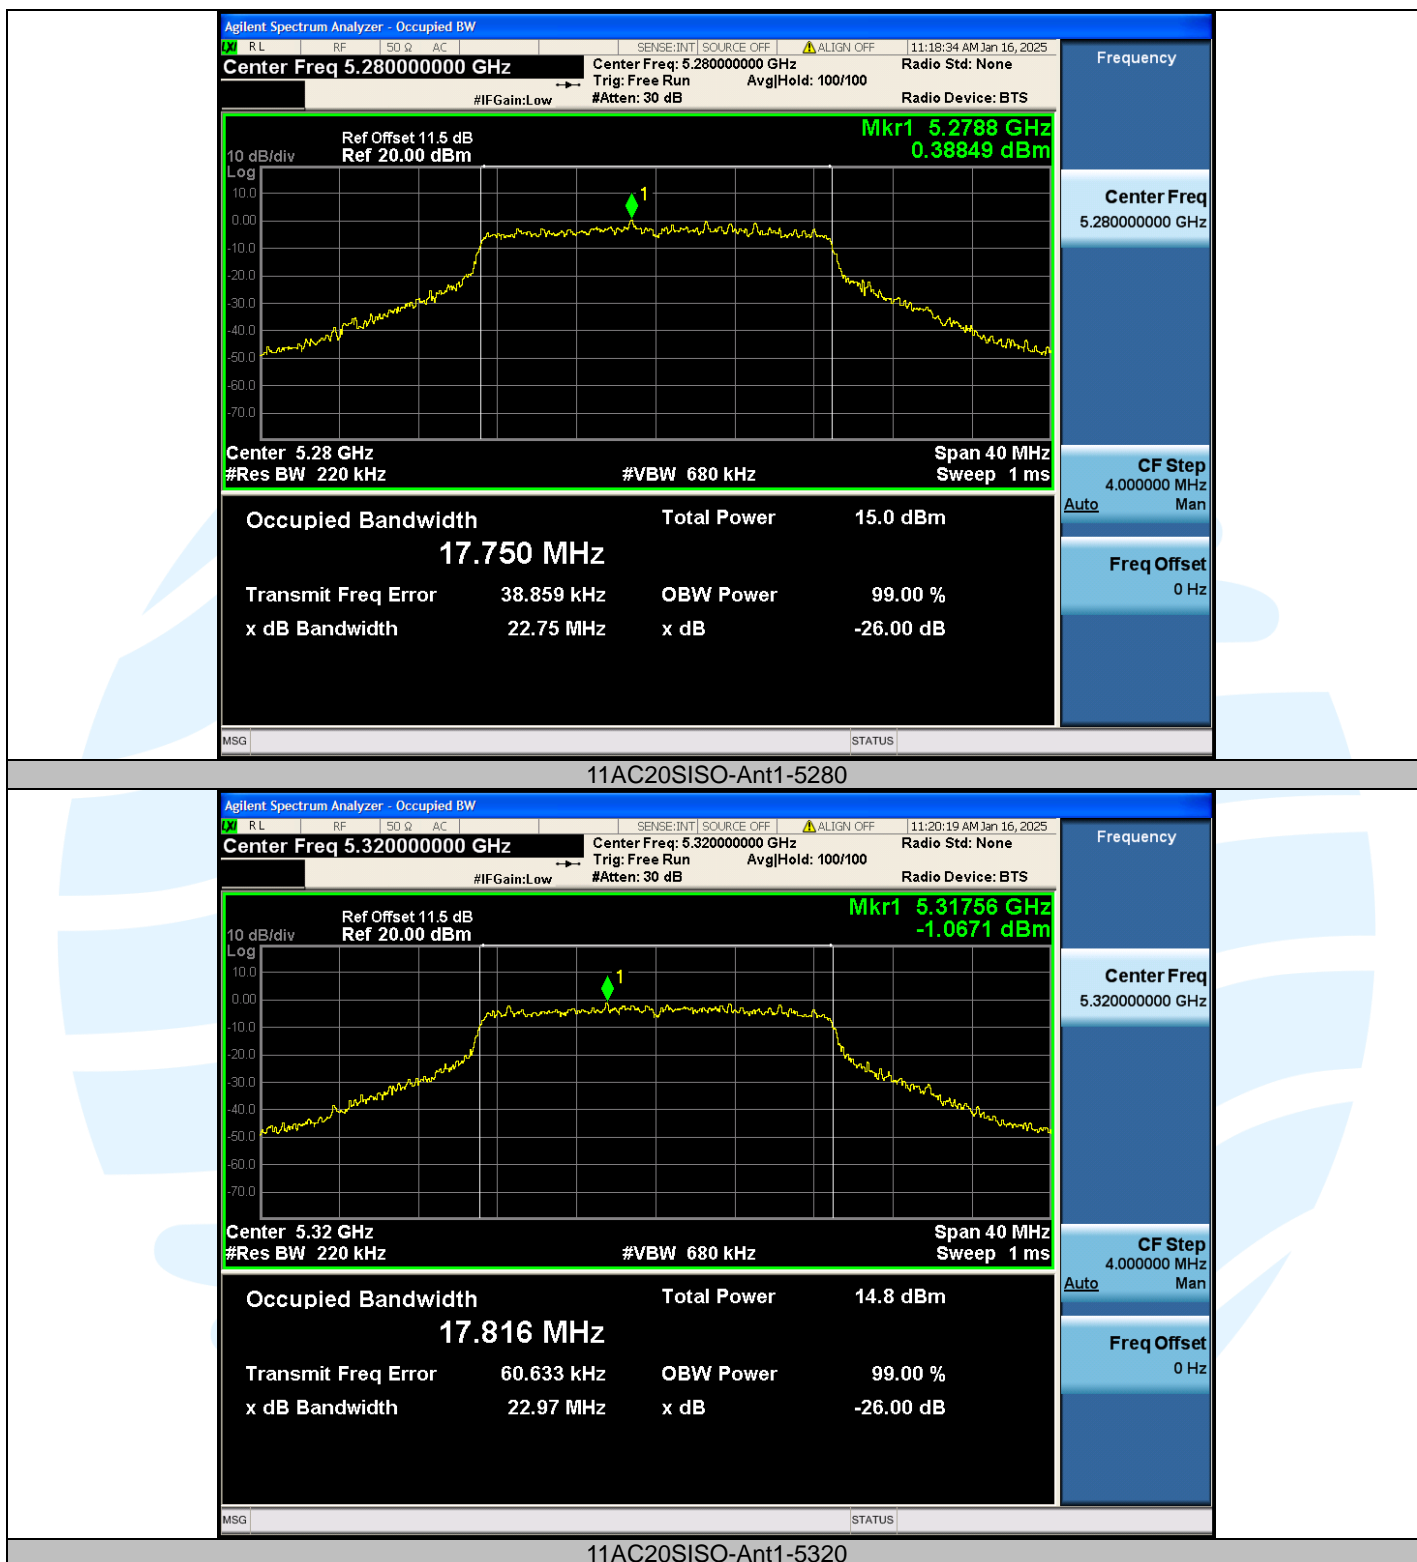 Agilent Spectrum Analyzer - Occupied BW
LXI RL RF 50 Ω AC SENSE:INT SOURCE OFF ALIGN OFF 11:18:34 AM Jan 16, 2025
Center Freq 5.280000000 GHz
Center Freq: 5.280000000 GHz Radio Std: None
Trig: Free Run Avg|Hold: 100/100
#IFGain:Low #Atten: 30 dB Radio Device: BTS
Frequency
Mkr1 5.2788 GHz
Ref Offset 11.5 dB
10 dB/div Ref 20.00 dBm 0.38849 dBm
Log
10.0
1
0.00
-10.0
-20.0
-30.0
-40.0
-50.0
-60.0
-70.0
Center 5.28 GHz Span 40 MHz
#Res BW 220 kHz #VBW 680 kHz Sweep 1 ms
Center Freq
5.280000000 GHz
CF Step
4.000000 MHz
Auto Man
Freq Offset
0 Hz
Occupied Bandwidth Total Power 15.0 dBm
17.750 MHz
Transmit Freq Error 38.859 kHz OBW Power 99.00 %
x dB Bandwidth 22.75 MHz x dB -26.00 dB
MSG STATUS
11AC20SISO-Ant1-5280
Agilent Spectrum Analyzer - Occupied BW
LXI RL RF 50 Ω AC SENSE:INT SOURCE OFF ALIGN OFF 11:20:19 AM Jan 16, 2025
Center Freq 5.320000000 GHz
Center Freq: 5.320000000 GHz Radio Std: None
Trig: Free Run Avg|Hold: 100/100
#IFGain:Low #Atten: 30 dB Radio Device: BTS
Frequency
Mkr1 5.31756 GHz
Ref Offset 11.5 dB
10 dB/div Ref 20.00 dBm -1.0671 dBm
Log
10.0
1
0.00
-10.0
-20.0
-30.0
-40.0
-50.0
-60.0
-70.0
Center 5.32 GHz Span 40 MHz
#Res BW 220 kHz #VBW 680 kHz Sweep 1 ms
Center Freq
5.320000000 GHz
CF Step
4.000000 MHz
Auto Man
Freq Offset
0 Hz
Occupied Bandwidth Total Power 14.8 dBm
17.816 MHz
Transmit Freq Error 60.633 kHz OBW Power 99.00 %
x dB Bandwidth 22.97 MHz x dB -26.00 dB
MSG STATUS
11AC20SISO-Ant1-5320